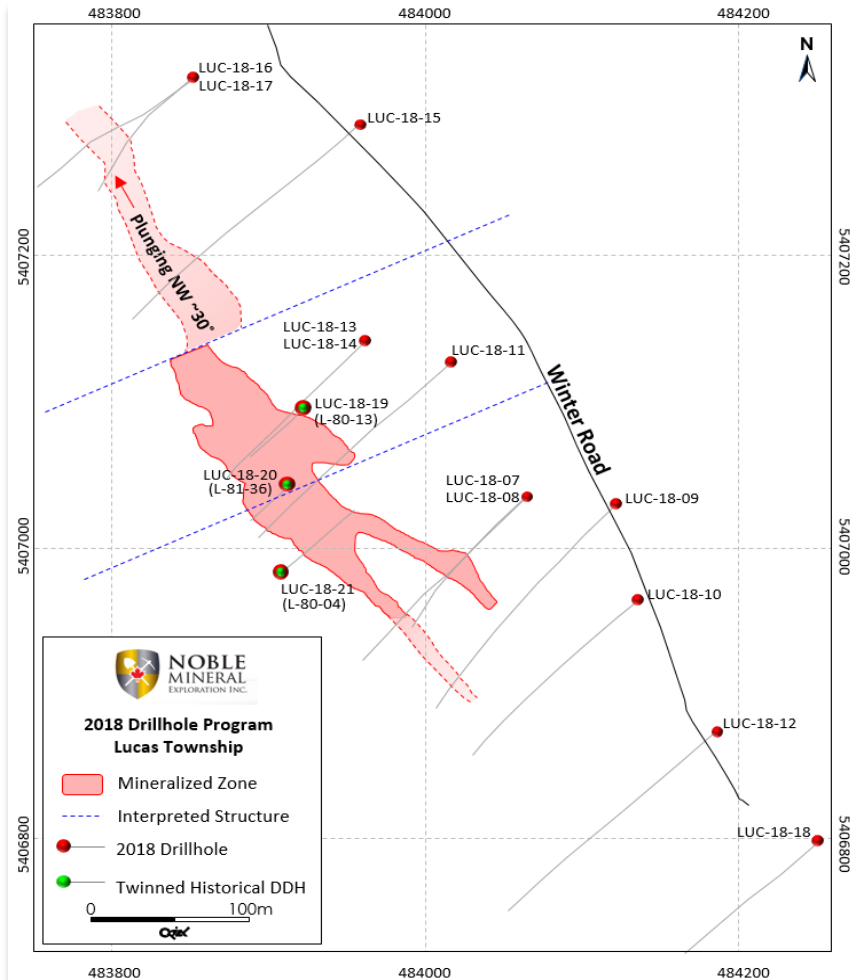 483800
484000
484200
N
LUC-18-16
LUC-18-17
LUC-18-15
5407200
5407200
Plunging NW ~30°
LUC-18-13
LUC-18-14
LUC-18-11
Winter Road
LUC-18-19
(L-80-13)
LUC-18-20
(L-81-36)
LUC-18-07
LUC-18-08
LUC-18-09
5407000
5407000
LUC-18-21
(L-80-04)
LUC-18-10
NOBLE
MINERAL
EXPLORATION INC.
2018 Drillhole Program
Lucas Township
Mineralized Zone
Interpreted Structure
2018 Drillhole
Twinned Historical DDH
0
100m
LUC-18-12
LUC-18-18
5406800
5406800
483800
484000
484200